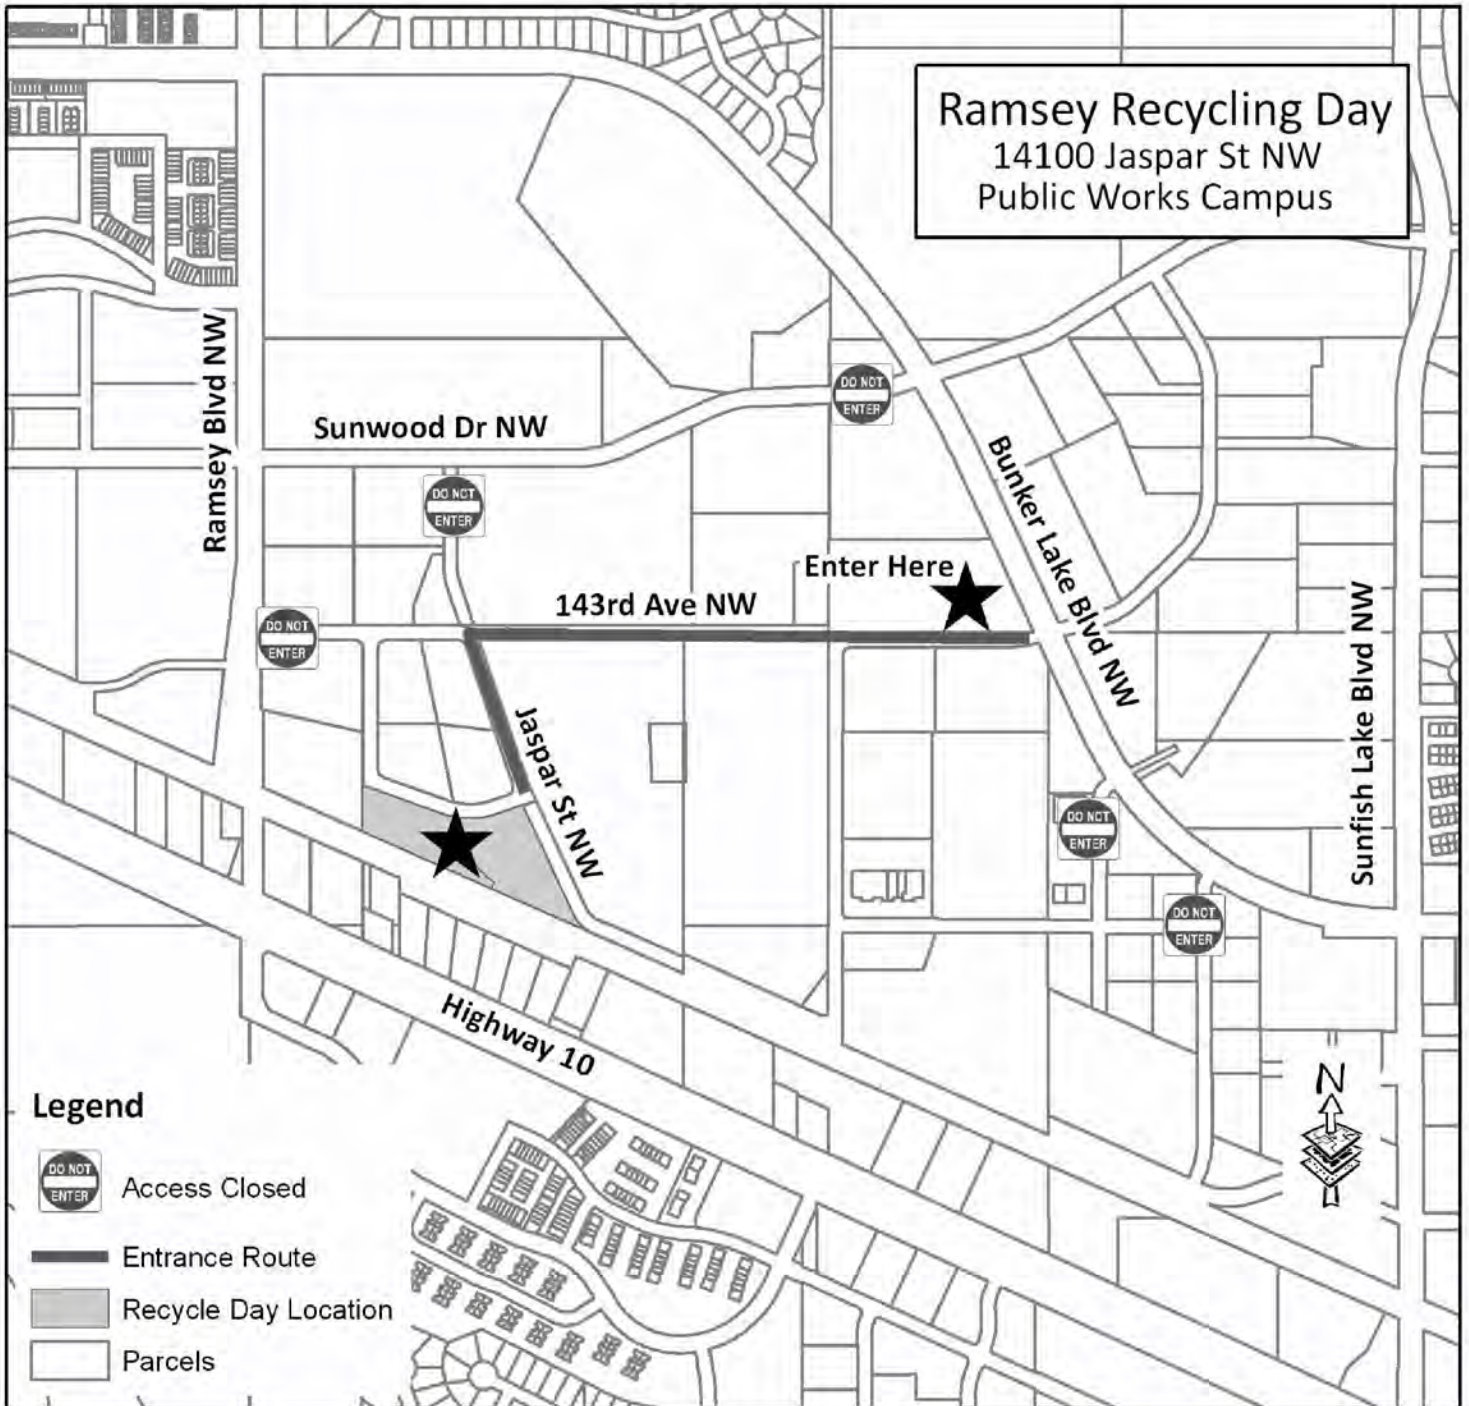 Ramsey Recycling Day
14100 Jaspar St NW
Public Works Campus
Ramsey Blvd NW
Sunwood Dr NW
DO NOT
ENTER
DO NOT
ENTER
Bunker Lake Blvd NW
Enter Here
143rd Ave NW
DO NOT
ENTER
Jaspar St NW
Sunfish Lake Blvd NW
DO NOT
ENTER
DO NOT
ENTER
Highway 10
N
Legend
DO NOT
ENTER
Access Closed
Entrance Route
Recycle Day Location
Parcels